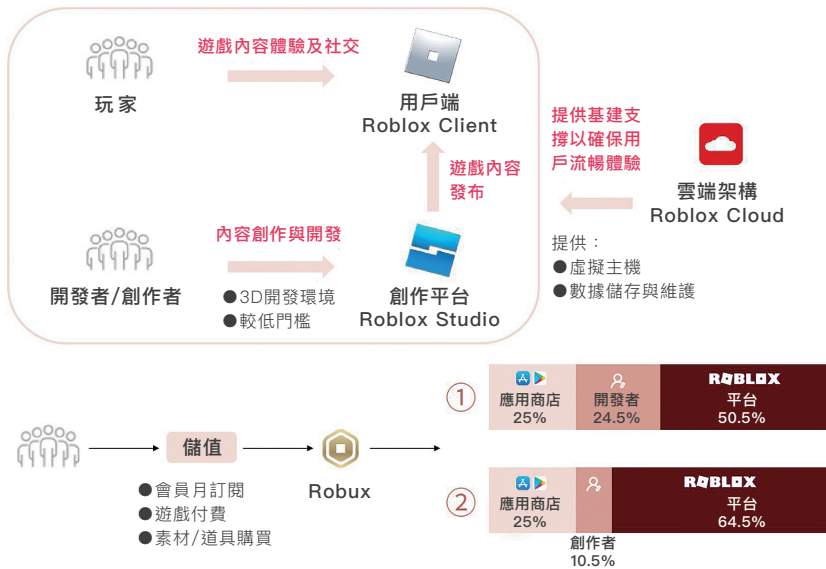 遊戲內容體驗及社交
玩家
用戶端
Roblox Client
提供基建支
撐以確保用
戶流暢體驗
遊戲內容
發布
雲端架構
Roblox Cloud
提供：
●虛擬主機
●數據儲存與維護
內容創作與開發
開發者/創作者
●3D開發環境
●較低門檻
創作平台
Roblox Studio
①
應用商店
25%
開發者
24.5%
ROBLOX
平台
50.5%
儲值
●會員月訂閱
●遊戲付費
●素材/道具購買
Robux
②
應用商店
25%
創作者
10.5%
ROBLOX
平台
64.5%